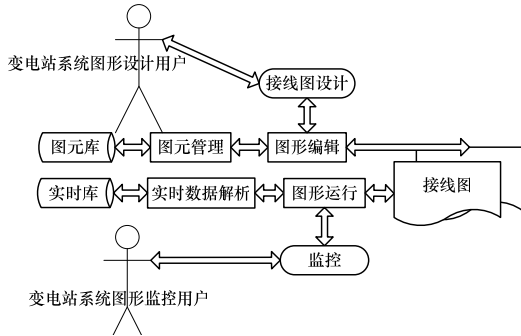 变电站系统图形设计用户
接线图设计
图元库
图元管理
图形编辑
实时库
实时数据解析
图形运行
接线图
监控
变电站系统图形监控用户